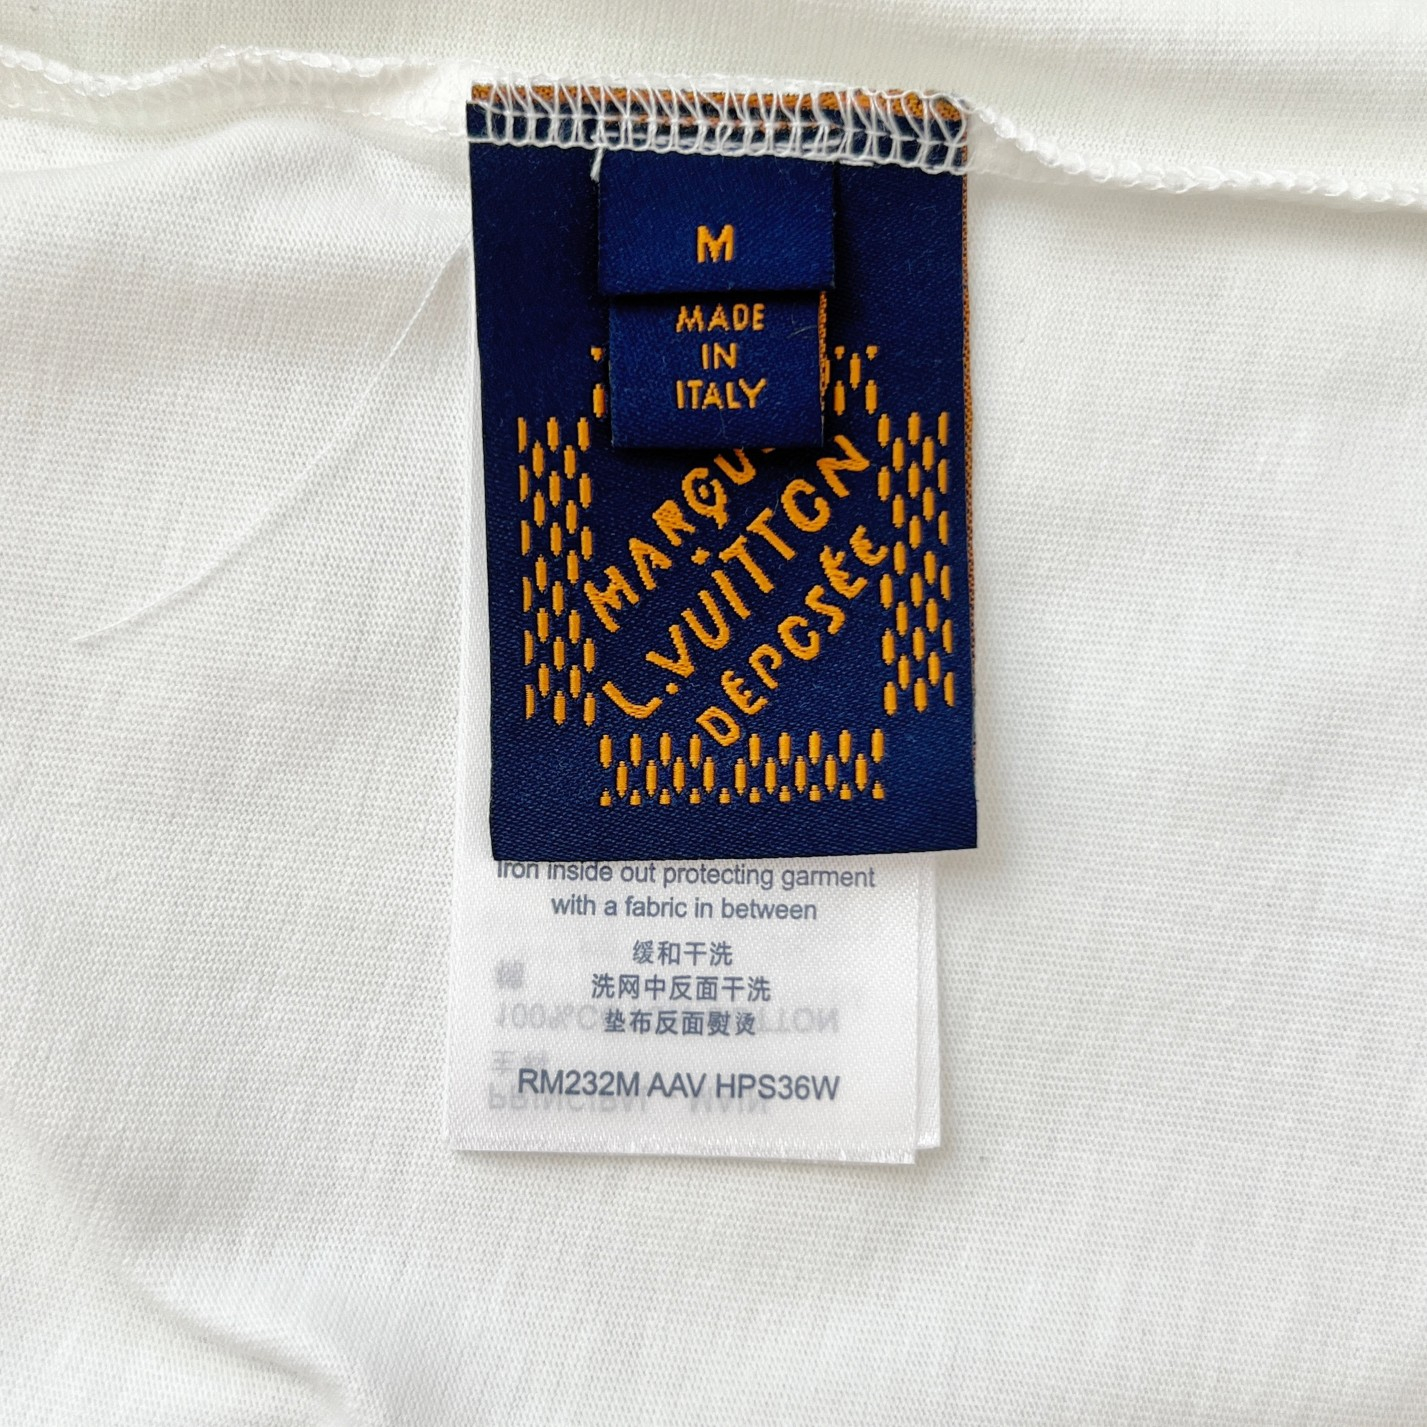 M
MADE
IN
ITALY
MARQU
L.VUITTON
DÉPOSÉE
Iron inside out protecting garment
with a fabric in between
缓和干洗
洗网中反面干洗
垫布反面熨烫
RM232M AAV HPS36W